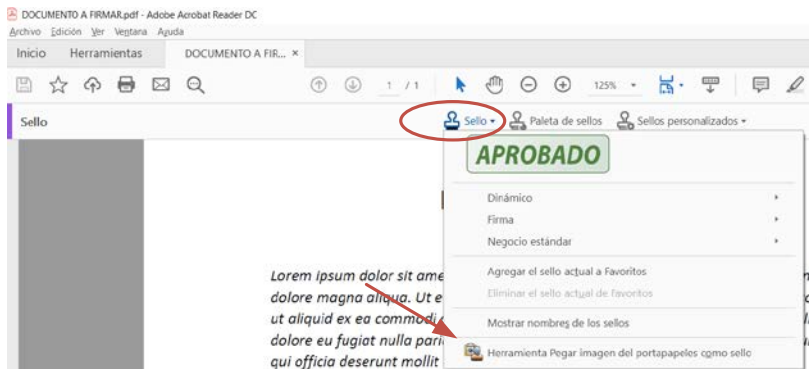 DOCUMENTO A FIRMAR.pdf - Adobe Acrobat Reader DC
Archivo Edición Ver Ventana Ayuda
Inicio Herramientas DOCUMENTO A FIR... ×
1 / 1 125%
Sello Sello Paleta de sellos Sellos personalizados
APROBADO
Dinámico
Firma
Negocio estándar
Lorem ipsum dolor sit ame
Agregar el sello actual a Favoritos
dolore magna aliqua. Ut e
Eliminar el sello actual de Favoritos
ut aliquid ex ea commodi
Mostrar nombres de los sellos
dolore eu fugiat nulla pari
Herramienta Pegar imagen del portapapeles como sello
qui officia deserunt mollit